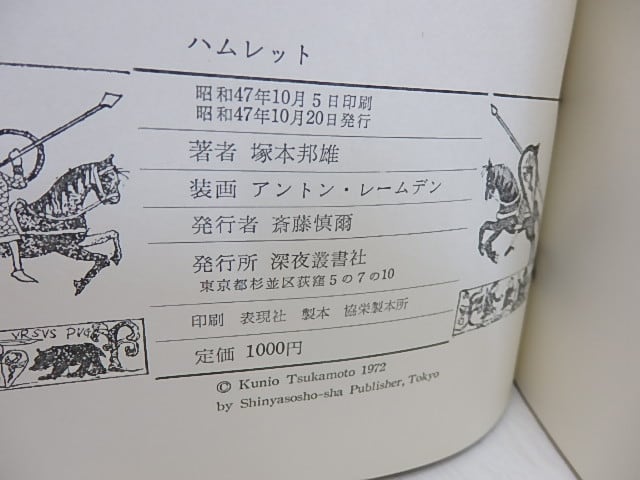 ハムレット
昭和47年10月5日印刷
昭和47年10月20日発行
著者 塚本邦雄
装画 アントン・レームデン
発行者 斎藤慎爾
発行所 深夜叢書社
東京都杉並区荻窪5の7の10
印刷 表現社 製本 協栄製本所
定価 1000円
© Kunio Tsukamoto 1972
by Shinyasosho-sha Publisher, Tokyo
VRSVS PVG